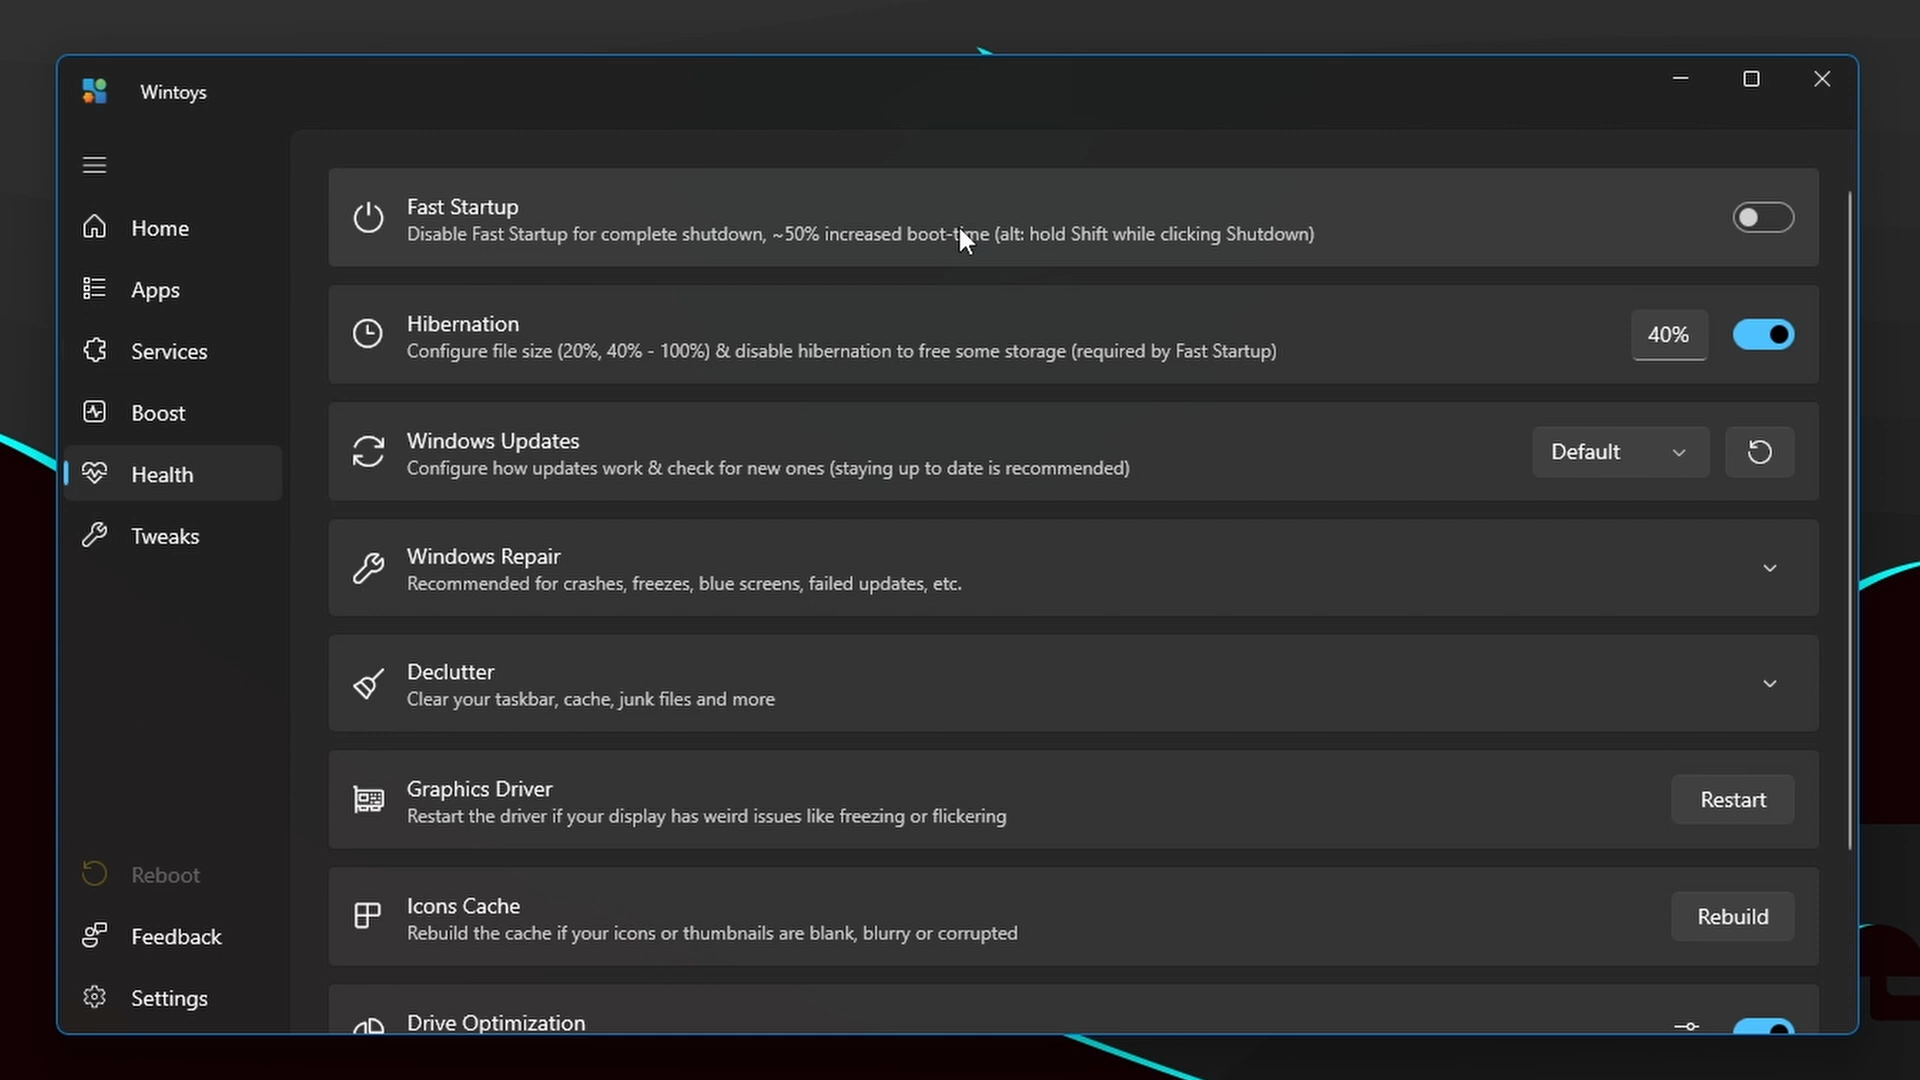 Wintoys
Home
Apps
Services
Boost
Health
Tweaks
Reboot
Feedback
Settings
Fast Startup
Disable Fast Startup for complete shutdown, ~50% increased boot-time (alt: hold Shift while clicking Shutdown)
Hibernation
Configure file size (20%, 40% - 100%) & disable hibernation to free some storage (required by Fast Startup)
40%
Windows Updates
Configure how updates work & check for new ones (staying up to date is recommended)
Default
Windows Repair
Recommended for crashes, freezes, blue screens, failed updates, etc.
Declutter
Clear your taskbar, cache, junk files and more
Graphics Driver
Restart the driver if your display has weird issues like freezing or flickering
Restart
Icons Cache
Rebuild the cache if your icons or thumbnails are blank, blurry or corrupted
Rebuild
Drive Optimization